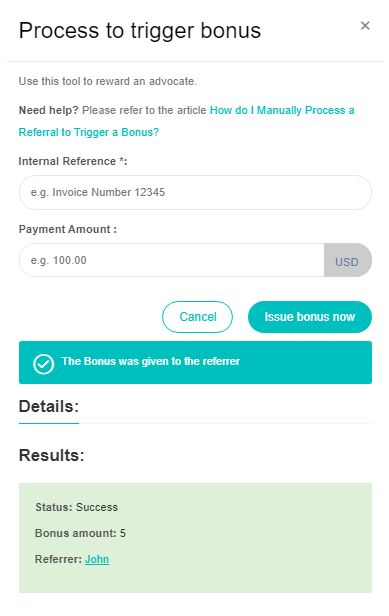 Process to trigger bonus
×
Use this tool to reward an advocate.
Need help? Please refer to the article How do I Manually Process a
Referral to Trigger a Bonus?
Internal Reference *:
e.g. Invoice Number 12345
Payment Amount :
e.g. 100.00 USD
Cancel Issue bonus now
The Bonus was given to the referrer
Details:
Results:
Status: Success
Bonus amount: 5
Referrer: John